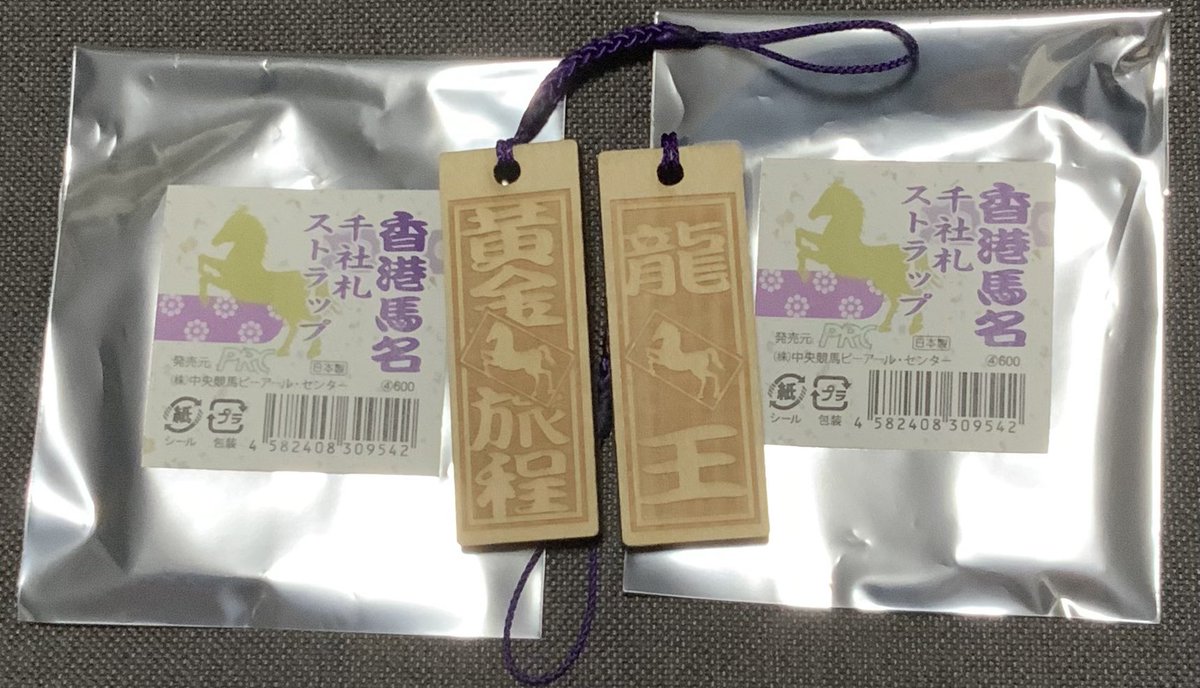 香港馬名
千社札
ストラップ
発売元 PRC 日本製
(株)中央競馬ピーアール・センター ④600
紙 プラ
シール 包装
4 582408 309542
黄金旅程
龍王
香港馬名
千社札
ストラップ
発売元 PRC 日本製
(株)中央競馬ピーアール・センター ④600
紙 プラ
シール 包装
4 582408 309542